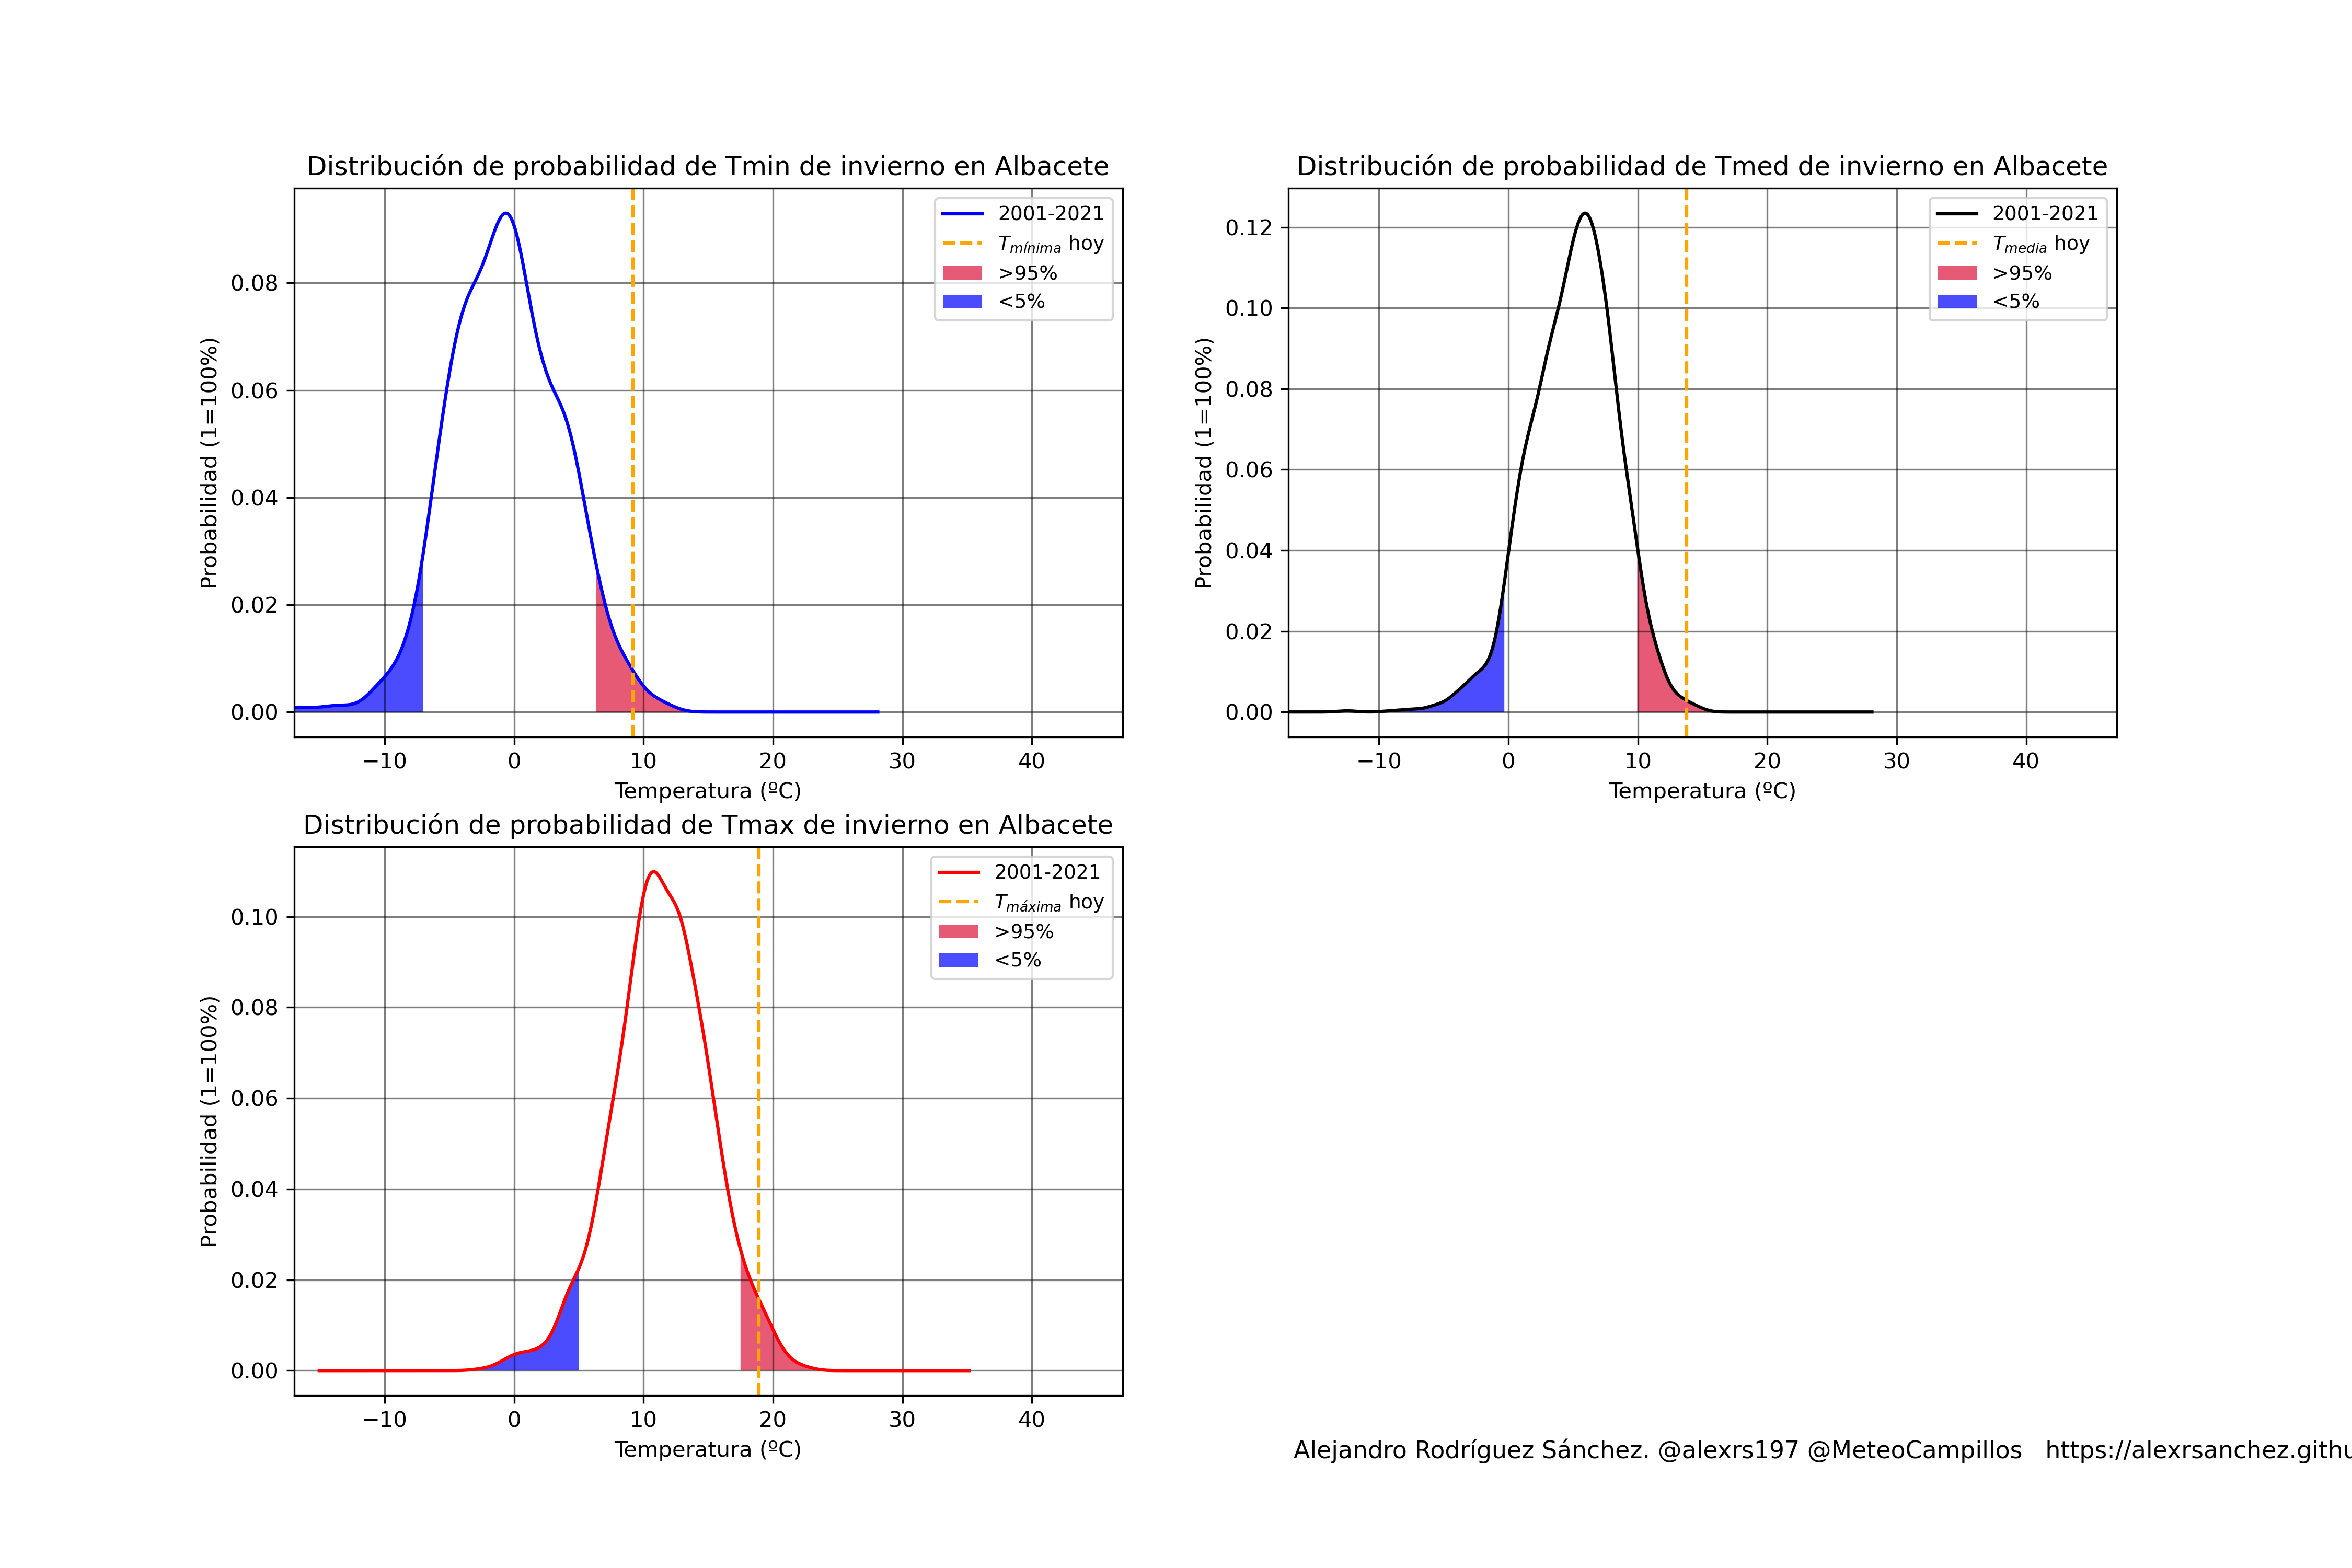 Distribución de probabilidad de Tmin de invierno en Albacete
2001-2021
Tmínima hoy
>95%
<5%
Probabilidad (1=100%)
0.08
0.06
0.04
0.02
0.00
−10 0 10 20 30 40
Temperatura (ºC)
Distribución de probabilidad de Tmed de invierno en Albacete
2001-2021
Tmedia hoy
>95%
<5%
Probabilidad (1=100%)
0.12
0.10
0.08
0.06
0.04
0.02
0.00
−10 0 10 20 30 40
Temperatura (ºC)
Distribución de probabilidad de Tmax de invierno en Albacete
2001-2021
Tmáxima hoy
>95%
<5%
Probabilidad (1=100%)
0.10
0.08
0.06
0.04
0.02
0.00
−10 0 10 20 30 40
Temperatura (ºC)
Alejandro Rodríguez Sánchez. @alexrs197 @MeteoCampillos https://alexrsanchez.githu